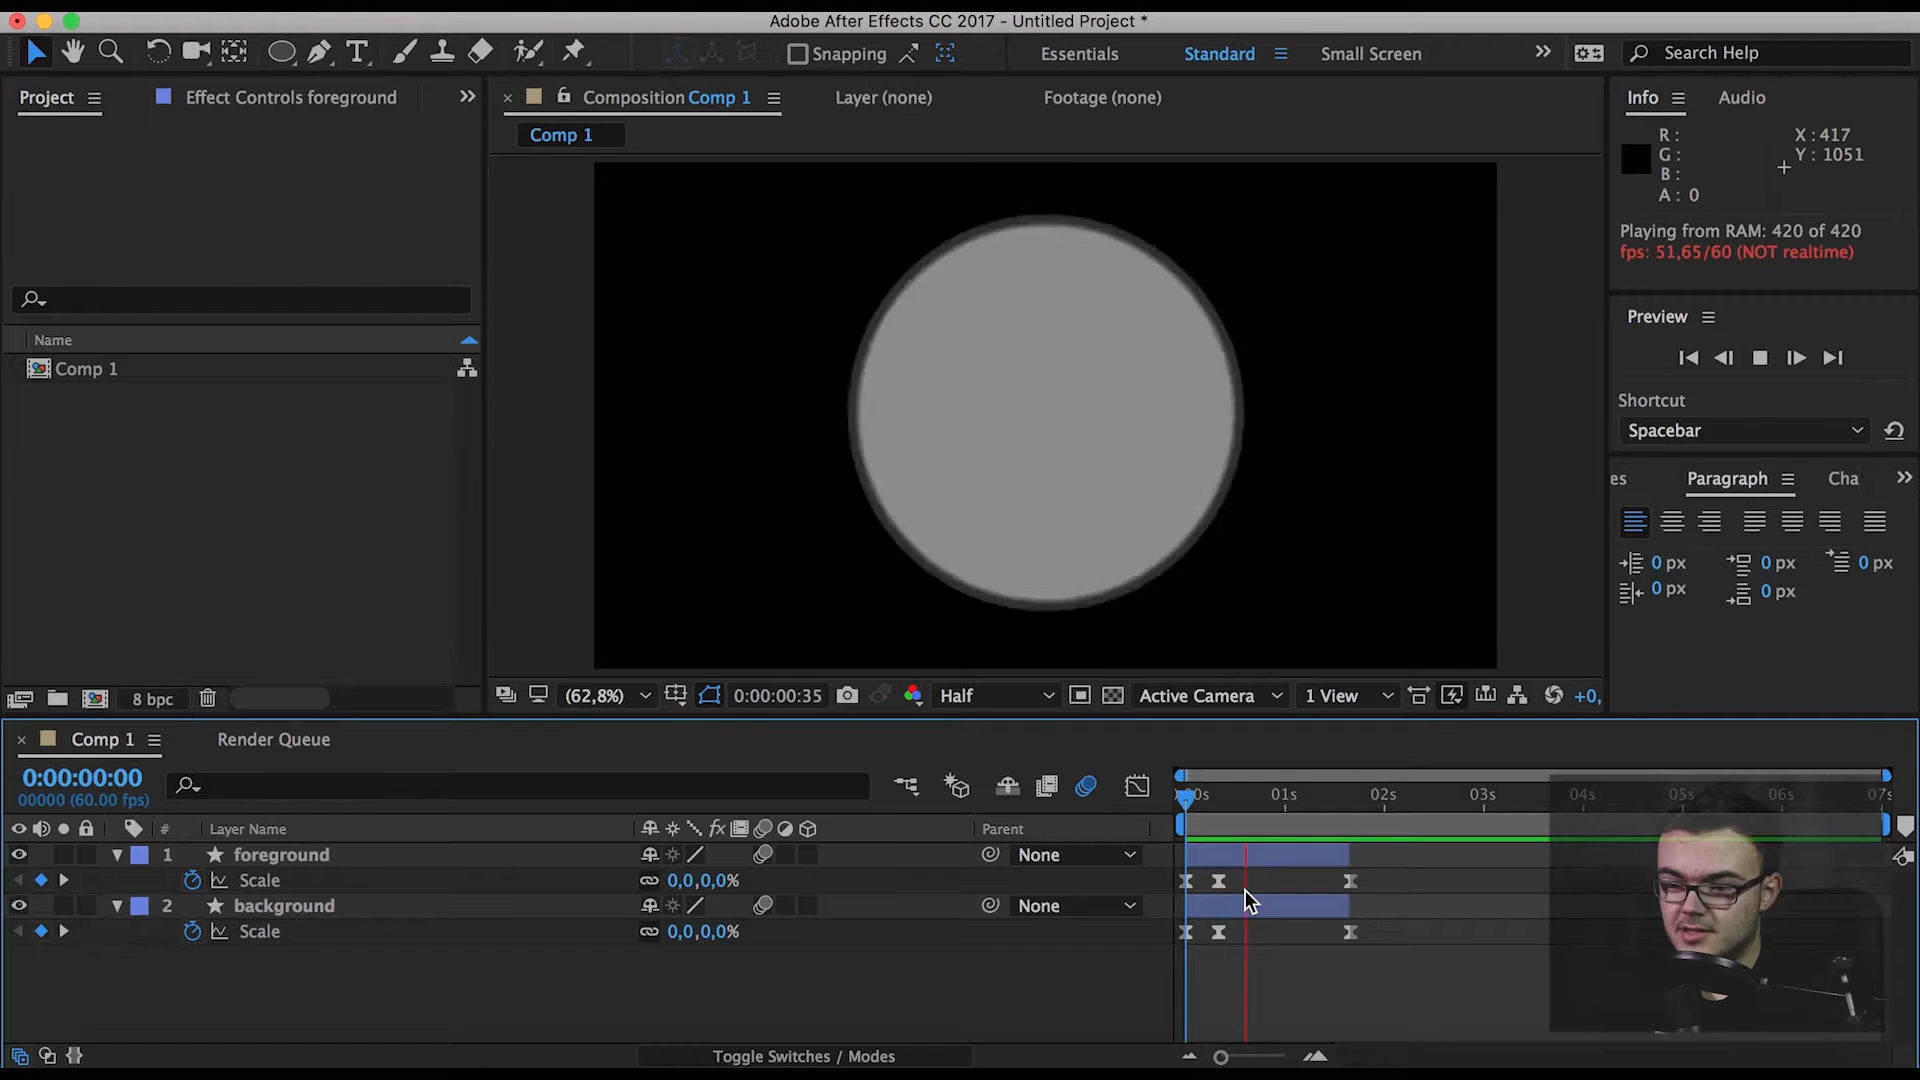 Adobe After Effects CC 2017 - Untitled Project *
Snapping
Essentials
Standard
Small Screen
Search Help
Project
Effect Controls foreground
Composition Comp 1
Layer (none)
Footage (none)
Info
Audio
Comp 1
R :
G :
B :
A : 0
X : 417
Y : 1051
Playing from RAM: 420 of 420
fps: 51,65/60 (NOT realtime)
Preview
Shortcut
Spacebar
Name
Comp 1
es
Paragraph
Cha
0 px
0 px
0 px
0 px
0 px
8 bpc
(62,8%)
0:00:00:35
Half
Active Camera
1 View
+0,
Comp 1
Render Queue
0:00:00:00
00000 (60.00 fps)
00s
01s
02s
03s
04s
05s
06s
07s
#
Layer Name
fx
Parent
1
foreground
None
Scale
0,0,0,0%
2
background
None
Scale
0,0,0,0%
Toggle Switches / Modes